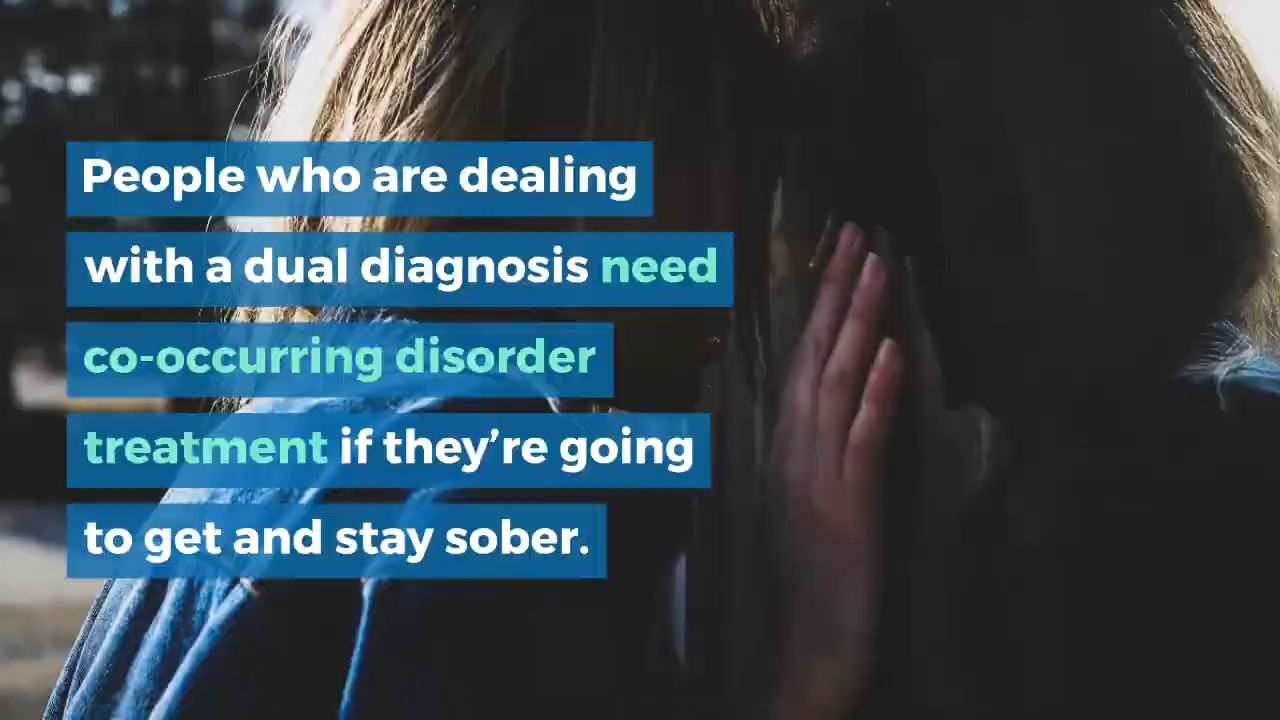 People who are dealing
with a dual diagnosis need
co-occurring disorder
treatment if they’re going
to get and stay sober.